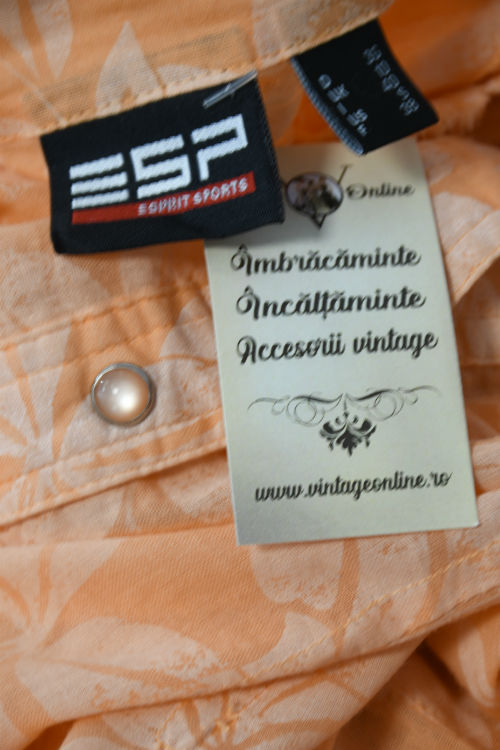 ESP
ESPRIT SPORTS
Online
Îmbrăcăminte
Încălțăminte
Accesorii vintage
www.vintageonline.ro